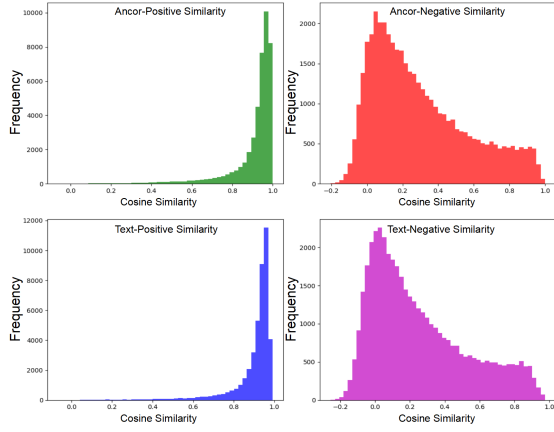 Ancor-Positive Similarity
Frequency
10000
8000
6000
4000
2000
0
0.0 0.2 0.4 0.6 0.8 1.0
Cosine Similarity
Ancor-Negative Similarity
Frequency
2000
1500
1000
500
0
−0.2 0.0 0.2 0.4 0.6 0.8 1.0
Cosine Similarity
Text-Positive Similarity
Frequency
12000
10000
8000
6000
4000
2000
0
0.0 0.2 0.4 0.6 0.8 1.0
Cosine Similarity
Text-Negative Similarity
Frequency
2000
1500
1000
500
0
−0.2 0.0 0.2 0.4 0.6 0.8 1.0
Cosine Similarity